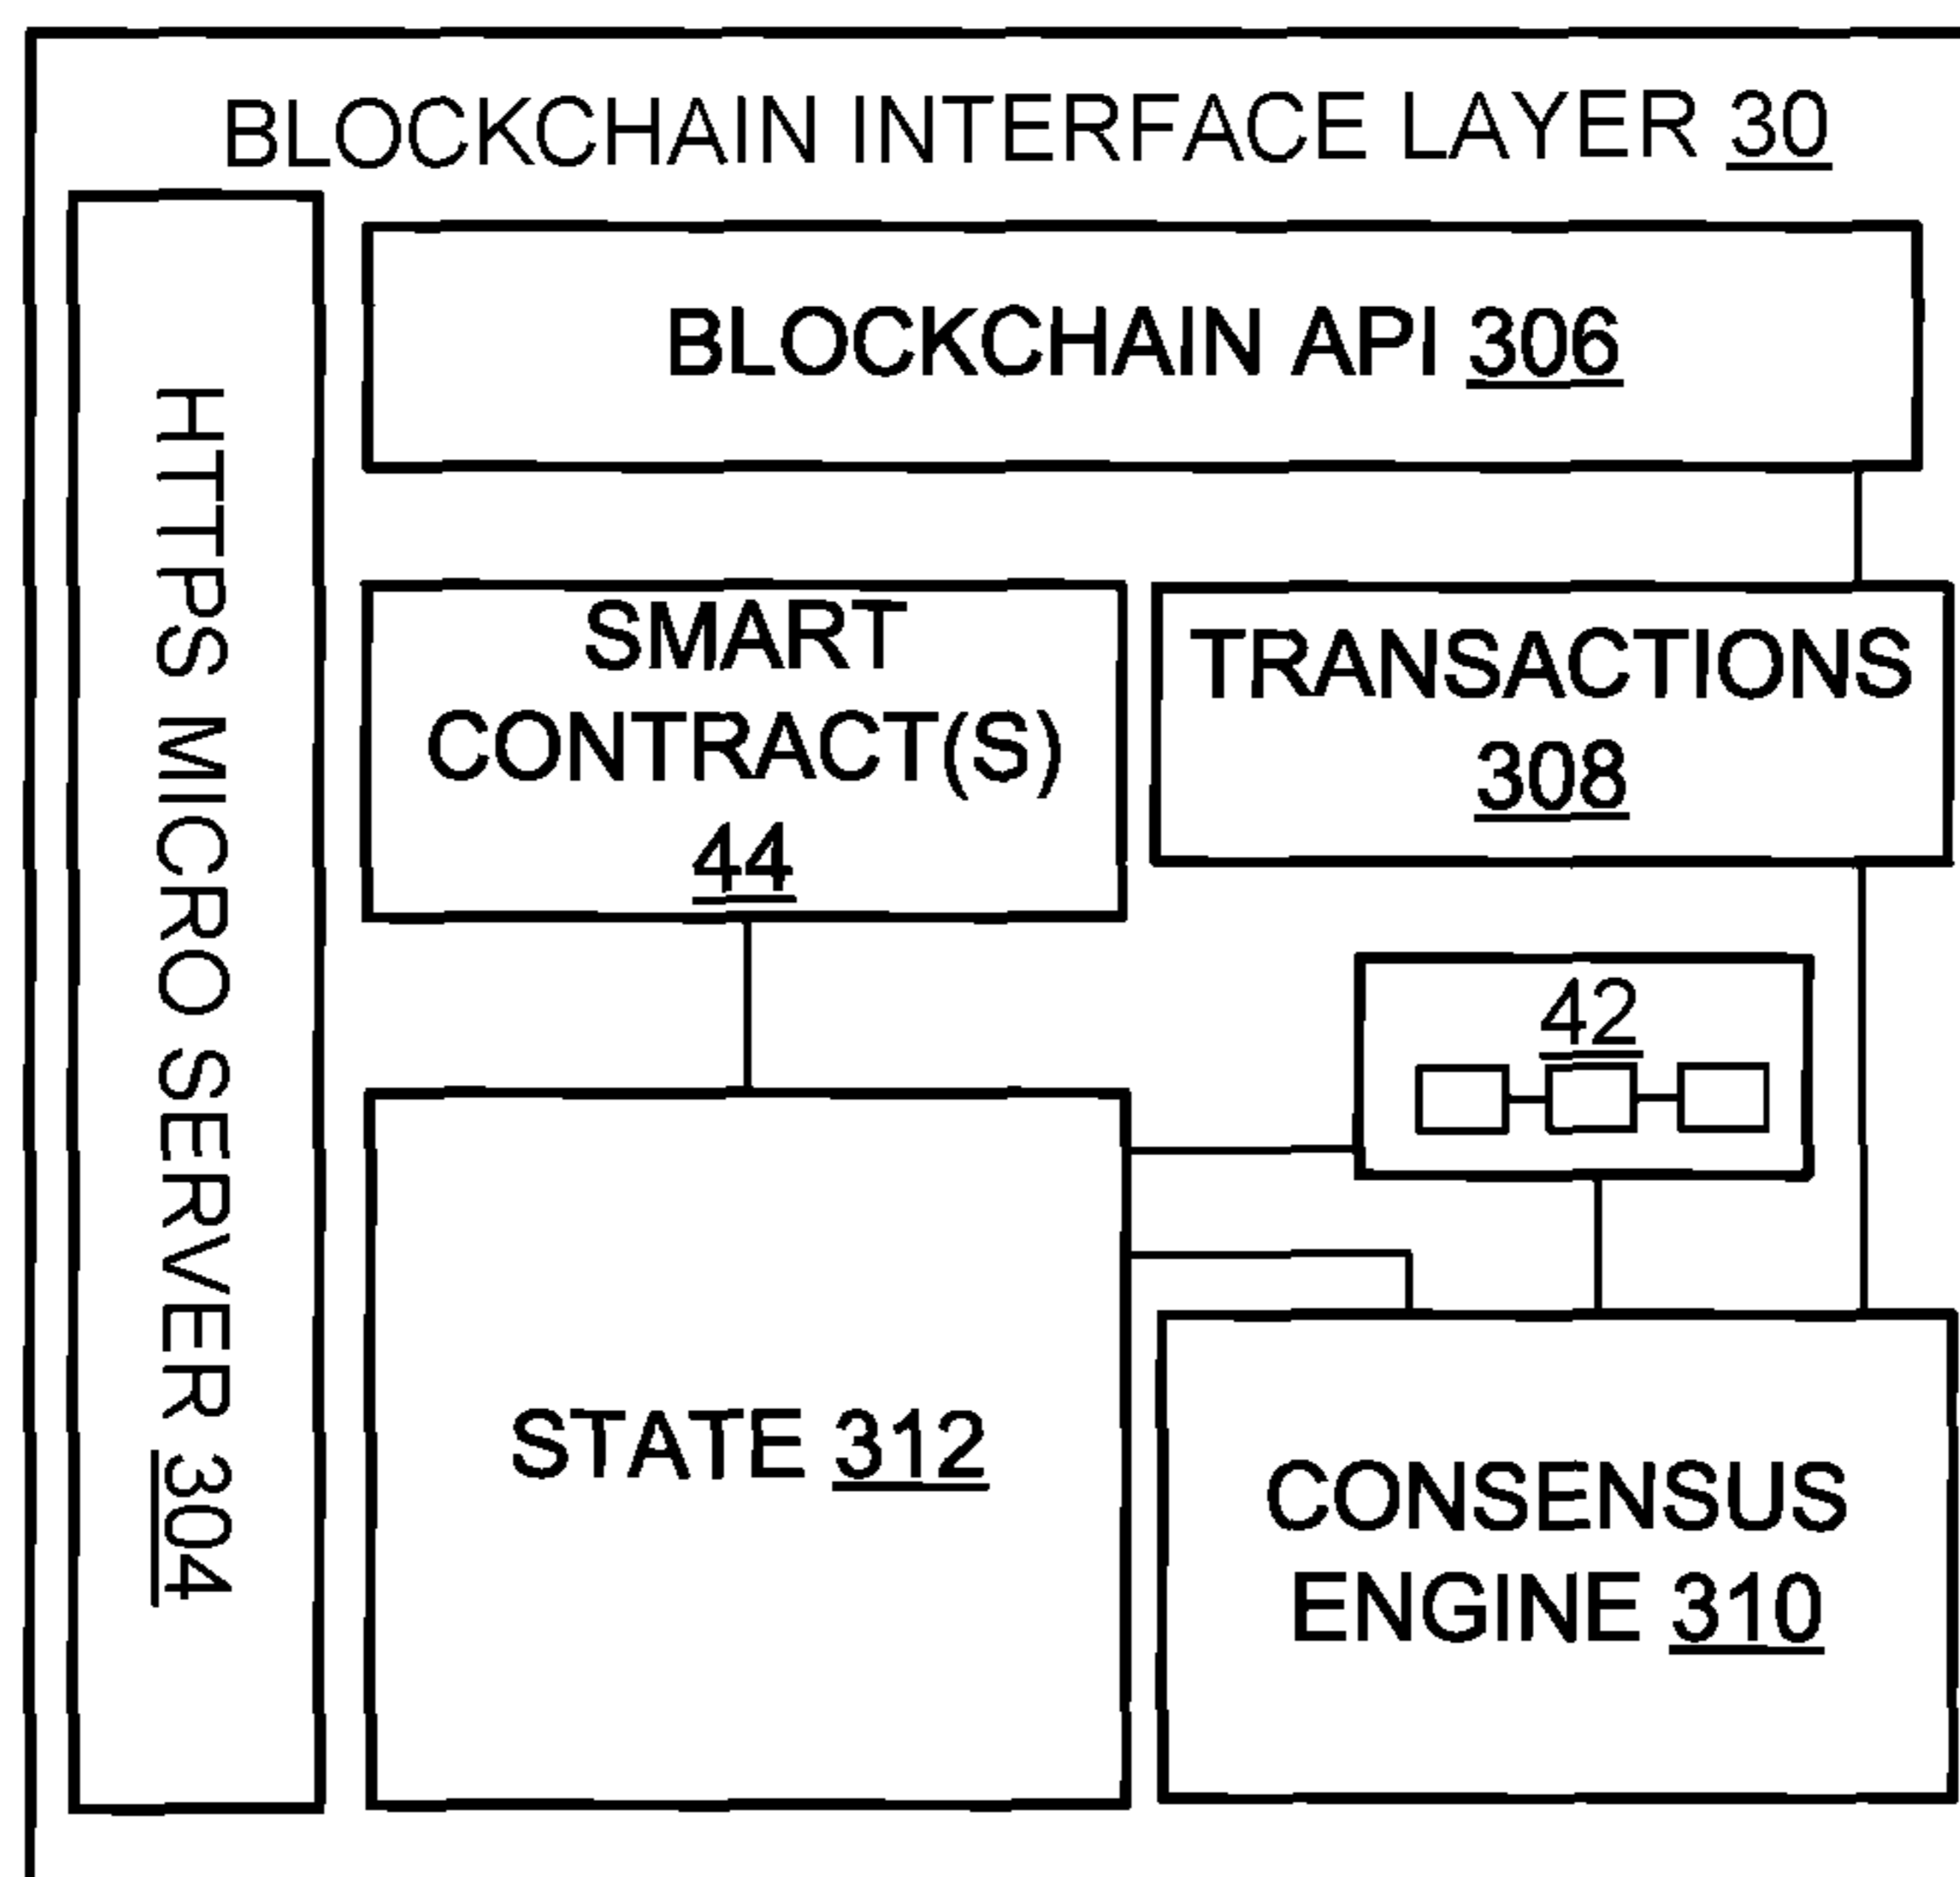 BLOCKCHAIN INTERFACE LAYER 30
HTTPS MICRO SERVER 304
BLOCKCHAIN API 306
SMART
CONTRACT(S)
44
TRANSACTIONS
308
42
STATE 312
CONSENSUS
ENGINE 310